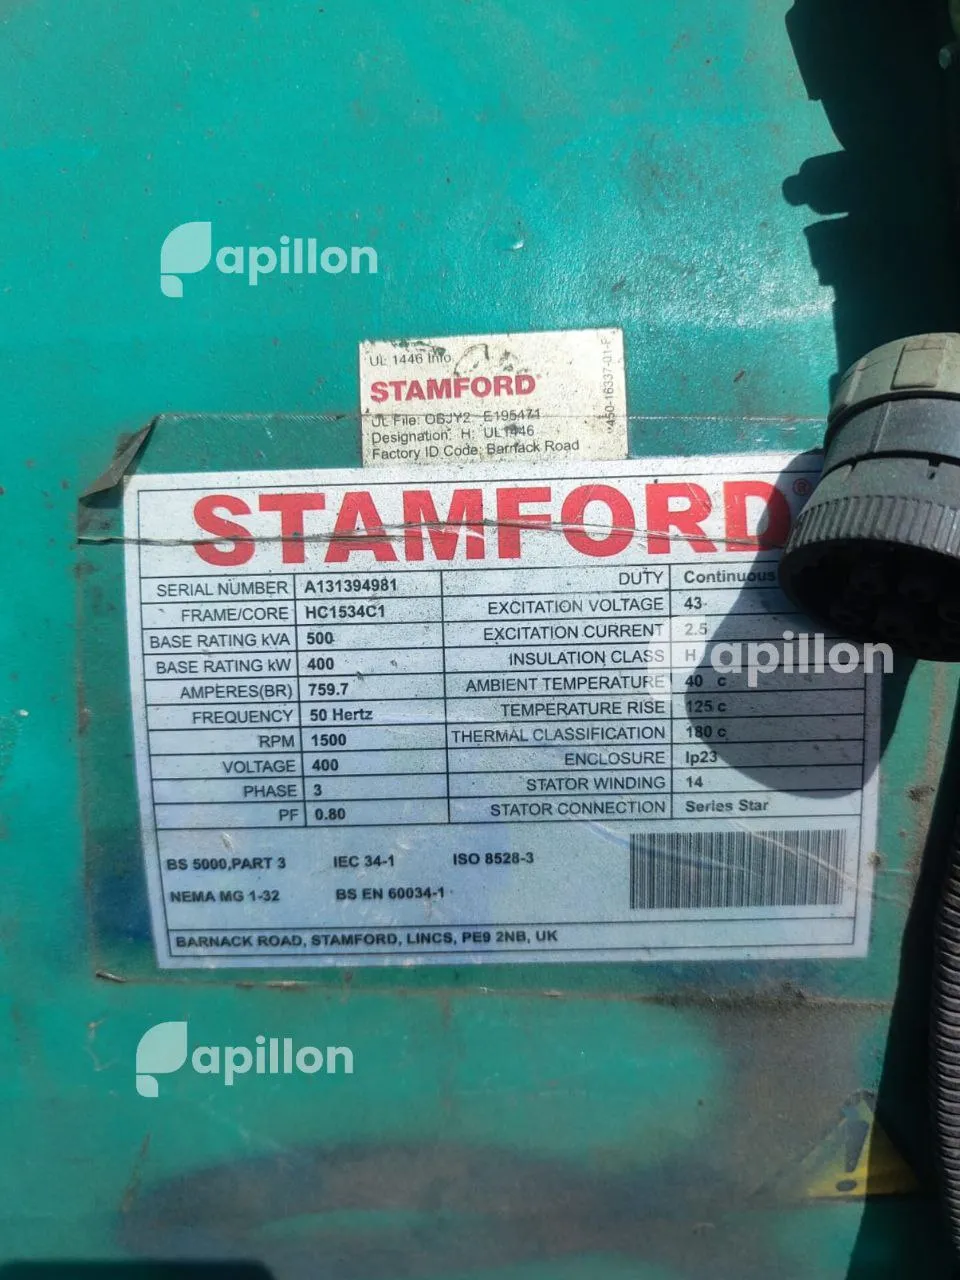 Papillon
UL 1446 Info
STAMFORD
UL File: OBJY2 E195471
Designation: H: UL1446
Factory ID Code: Barnack Road
450-16337-01-F
STAMFORD®
SERIAL NUMBER A131394981 DUTY Continuous
FRAME/CORE HC1534C1 EXCITATION VOLTAGE 43
BASE RATING kVA 500 EXCITATION CURRENT 2.5
BASE RATING kW 400 INSULATION CLASS H
Papillon
AMPERES(BR) 759.7 AMBIENT TEMPERATURE 40 c
FREQUENCY 50 Hertz TEMPERATURE RISE 125 c
RPM 1500 THERMAL CLASSIFICATION 180 c
VOLTAGE 400 ENCLOSURE Ip23
PHASE 3 STATOR WINDING 14
PF 0.80 STATOR CONNECTION Series Star
BS 5000,PART 3 IEC 34-1 ISO 8528-3
NEMA MG 1-32 BS EN 60034-1
BARNACK ROAD, STAMFORD, LINCS, PE9 2NB, UK
Papillon